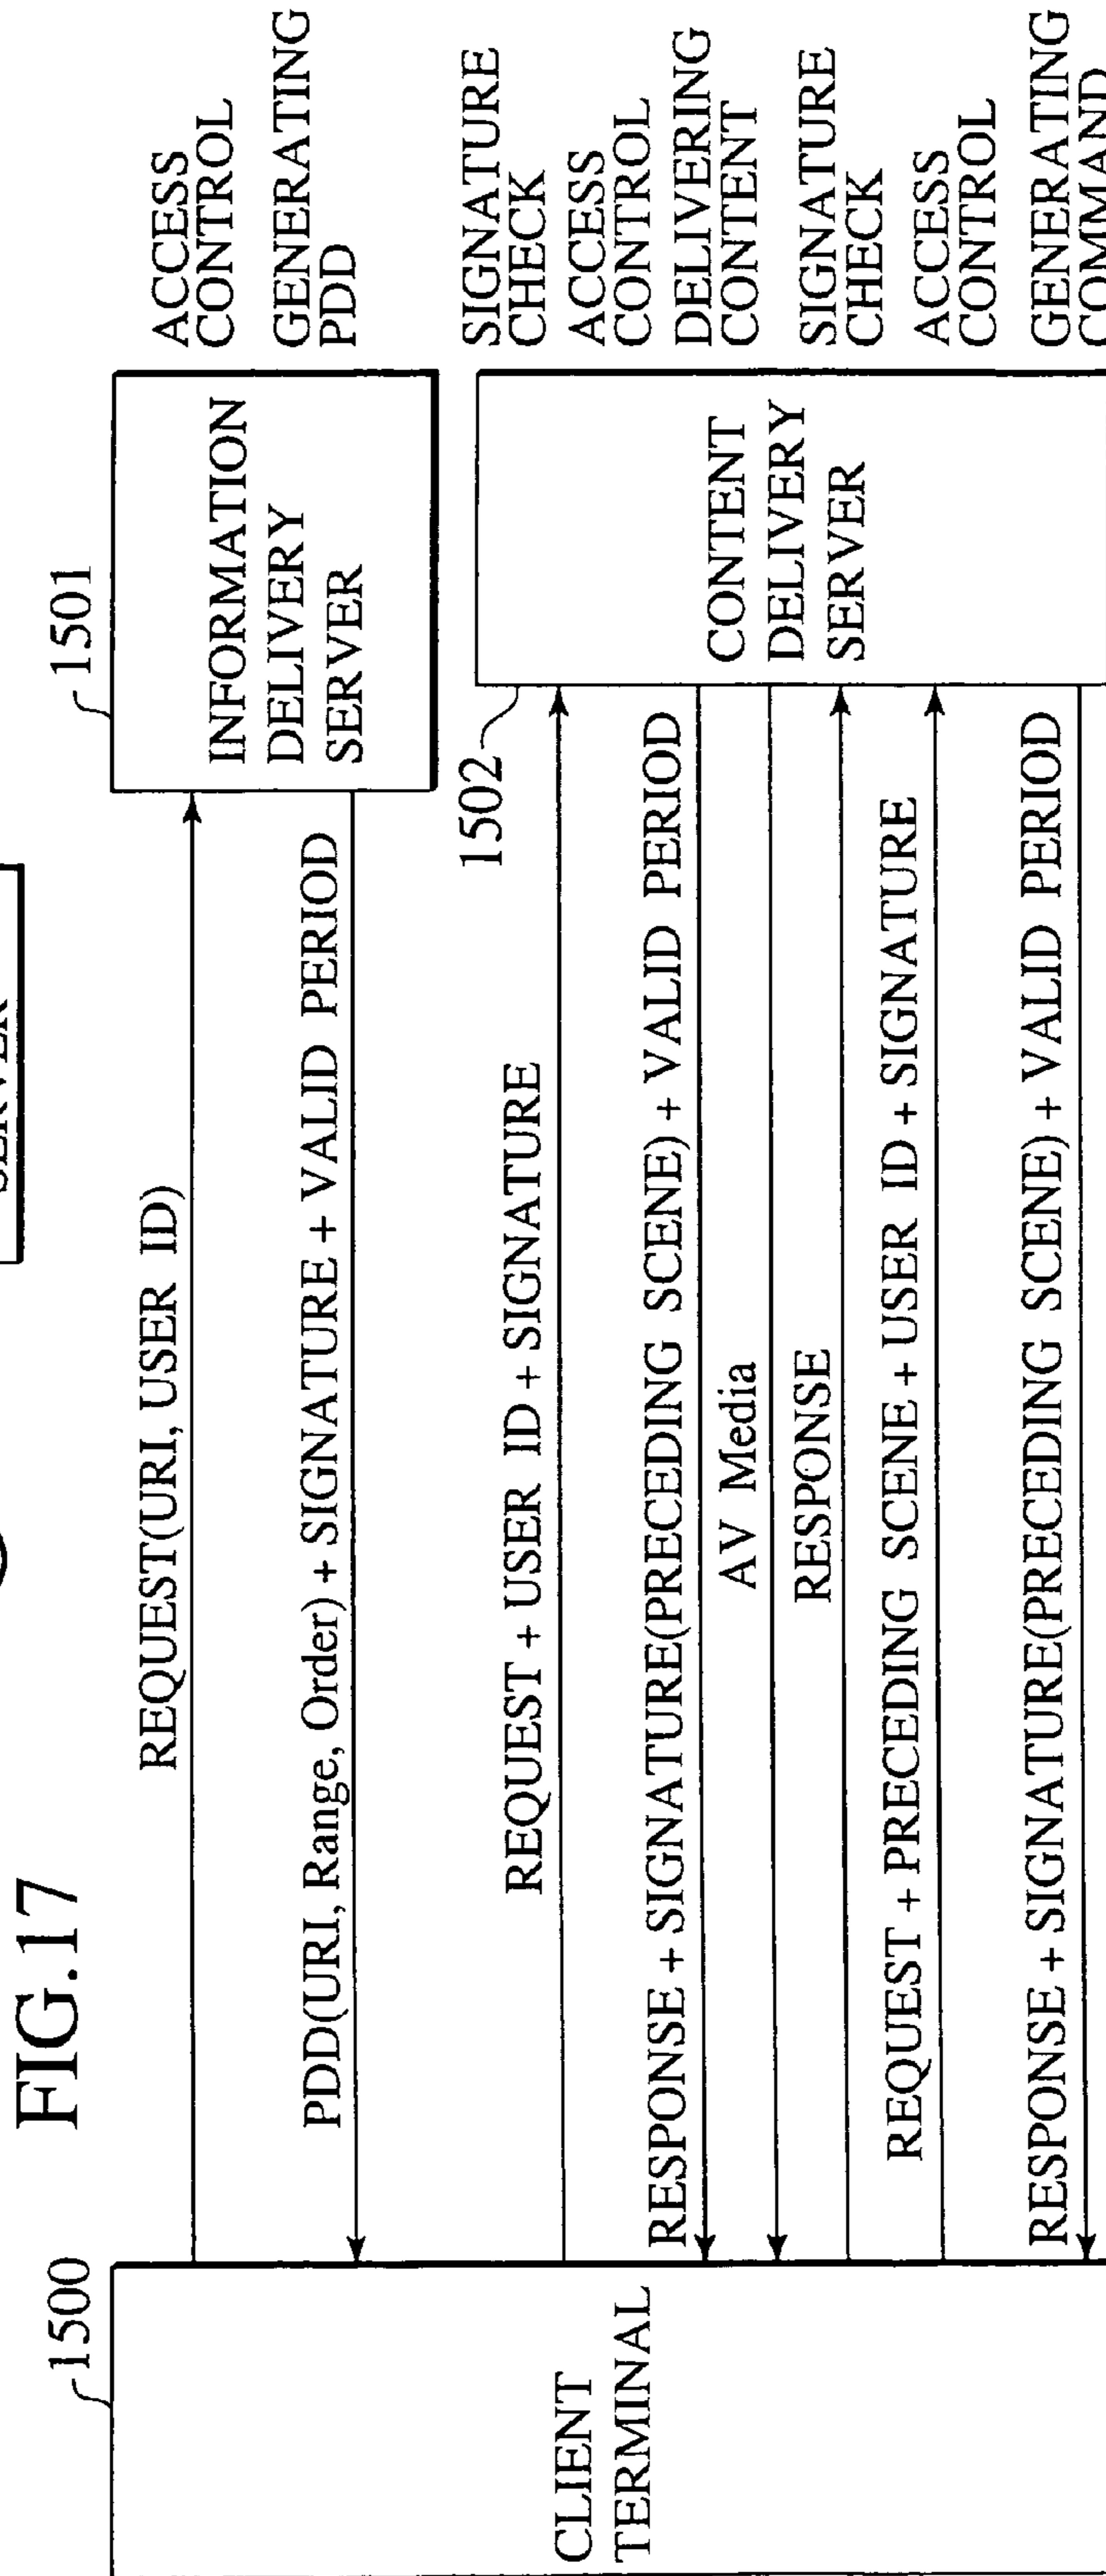 SERVER
FIG.17
1500
CLIENT
TERMINAL
REQUEST(URI, USER ID)
PDD(URI, Range, Order) + SIGNATURE + VALID PERIOD
1501
INFORMATION
DELIVERY
SERVER
ACCESS
CONTROL
GENERATING
PDD
REQUEST + USER ID + SIGNATURE
RESPONSE + SIGNATURE(PRECEDING SCENE) + VALID PERIOD
AV Media
RESPONSE
REQUEST + PRECEDING SCENE + USER ID + SIGNATURE
RESPONSE + SIGNATURE(PRECEDING SCENE) + VALID PERIOD
1502
CONTENT
DELIVERY
SERVER
SIGNATURE
CHECK
ACCESS
CONTROL
DELIVERING
CONTENT
SIGNATURE
CHECK
ACCESS
CONTROL
GENERATING
COMMAND